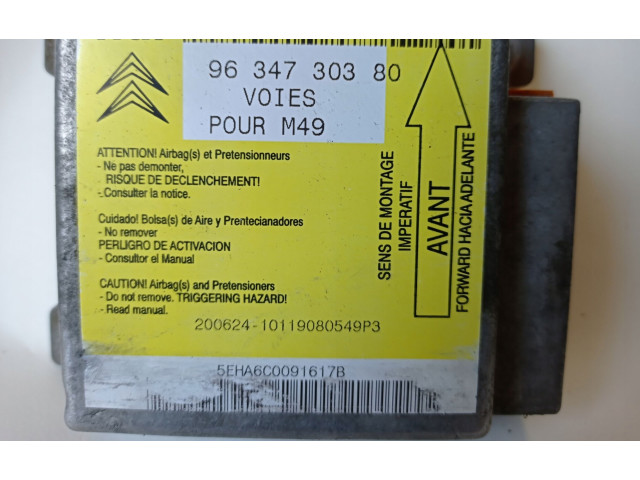 96 347 303 80
VOIES
POUR M49
ATTENTION! Airbag(s) et Pretensionneurs
- Ne pas demonter,
RISQUE DE DECLENCHEMENT!
- Consulter la notice.
Cuidado! Bolsa(s) de Aire y Prentecianadores
- No remover
PERLIGRO DE ACTIVACION
- Consultor el Manual
CAUTION! Airbag(s) and Pretensioners
- Do not remove. TRIGGERING HAZARD!
- Read manual.
SENS DE MONTAGE
IMPERATIF
AVANT
FORWARD HACIA ADELANTE
200624-10119080549P3
5EHA6C0091617B